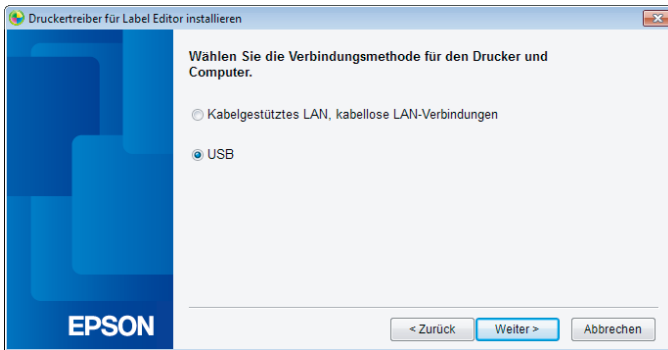 Druckertreiber für Label Editor installieren
Wählen Sie die Verbindungsmethode für den Drucker und
Computer.
Kabelgestütztes LAN, kabellose LAN-Verbindungen
USB
EPSON
< Zurück
Weiter >
Abbrechen